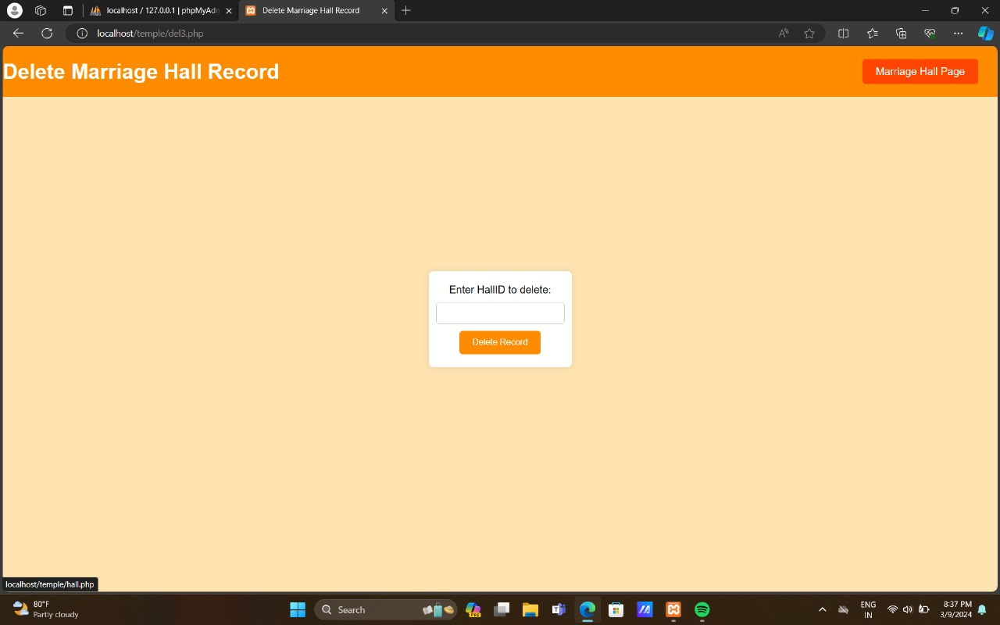 localhost / 127.0.0.1 | phpMyAdn
Delete Marriage Hall Record
localhost/temple/del3.php
Delete Marriage Hall Record
Marriage Hall Page
Enter HallID to delete:
Delete Record
localhost/temple/hall.php
80°F
Partly cloudy
Search
PRE
ENG
IN
8:37 PM
3/9/2024